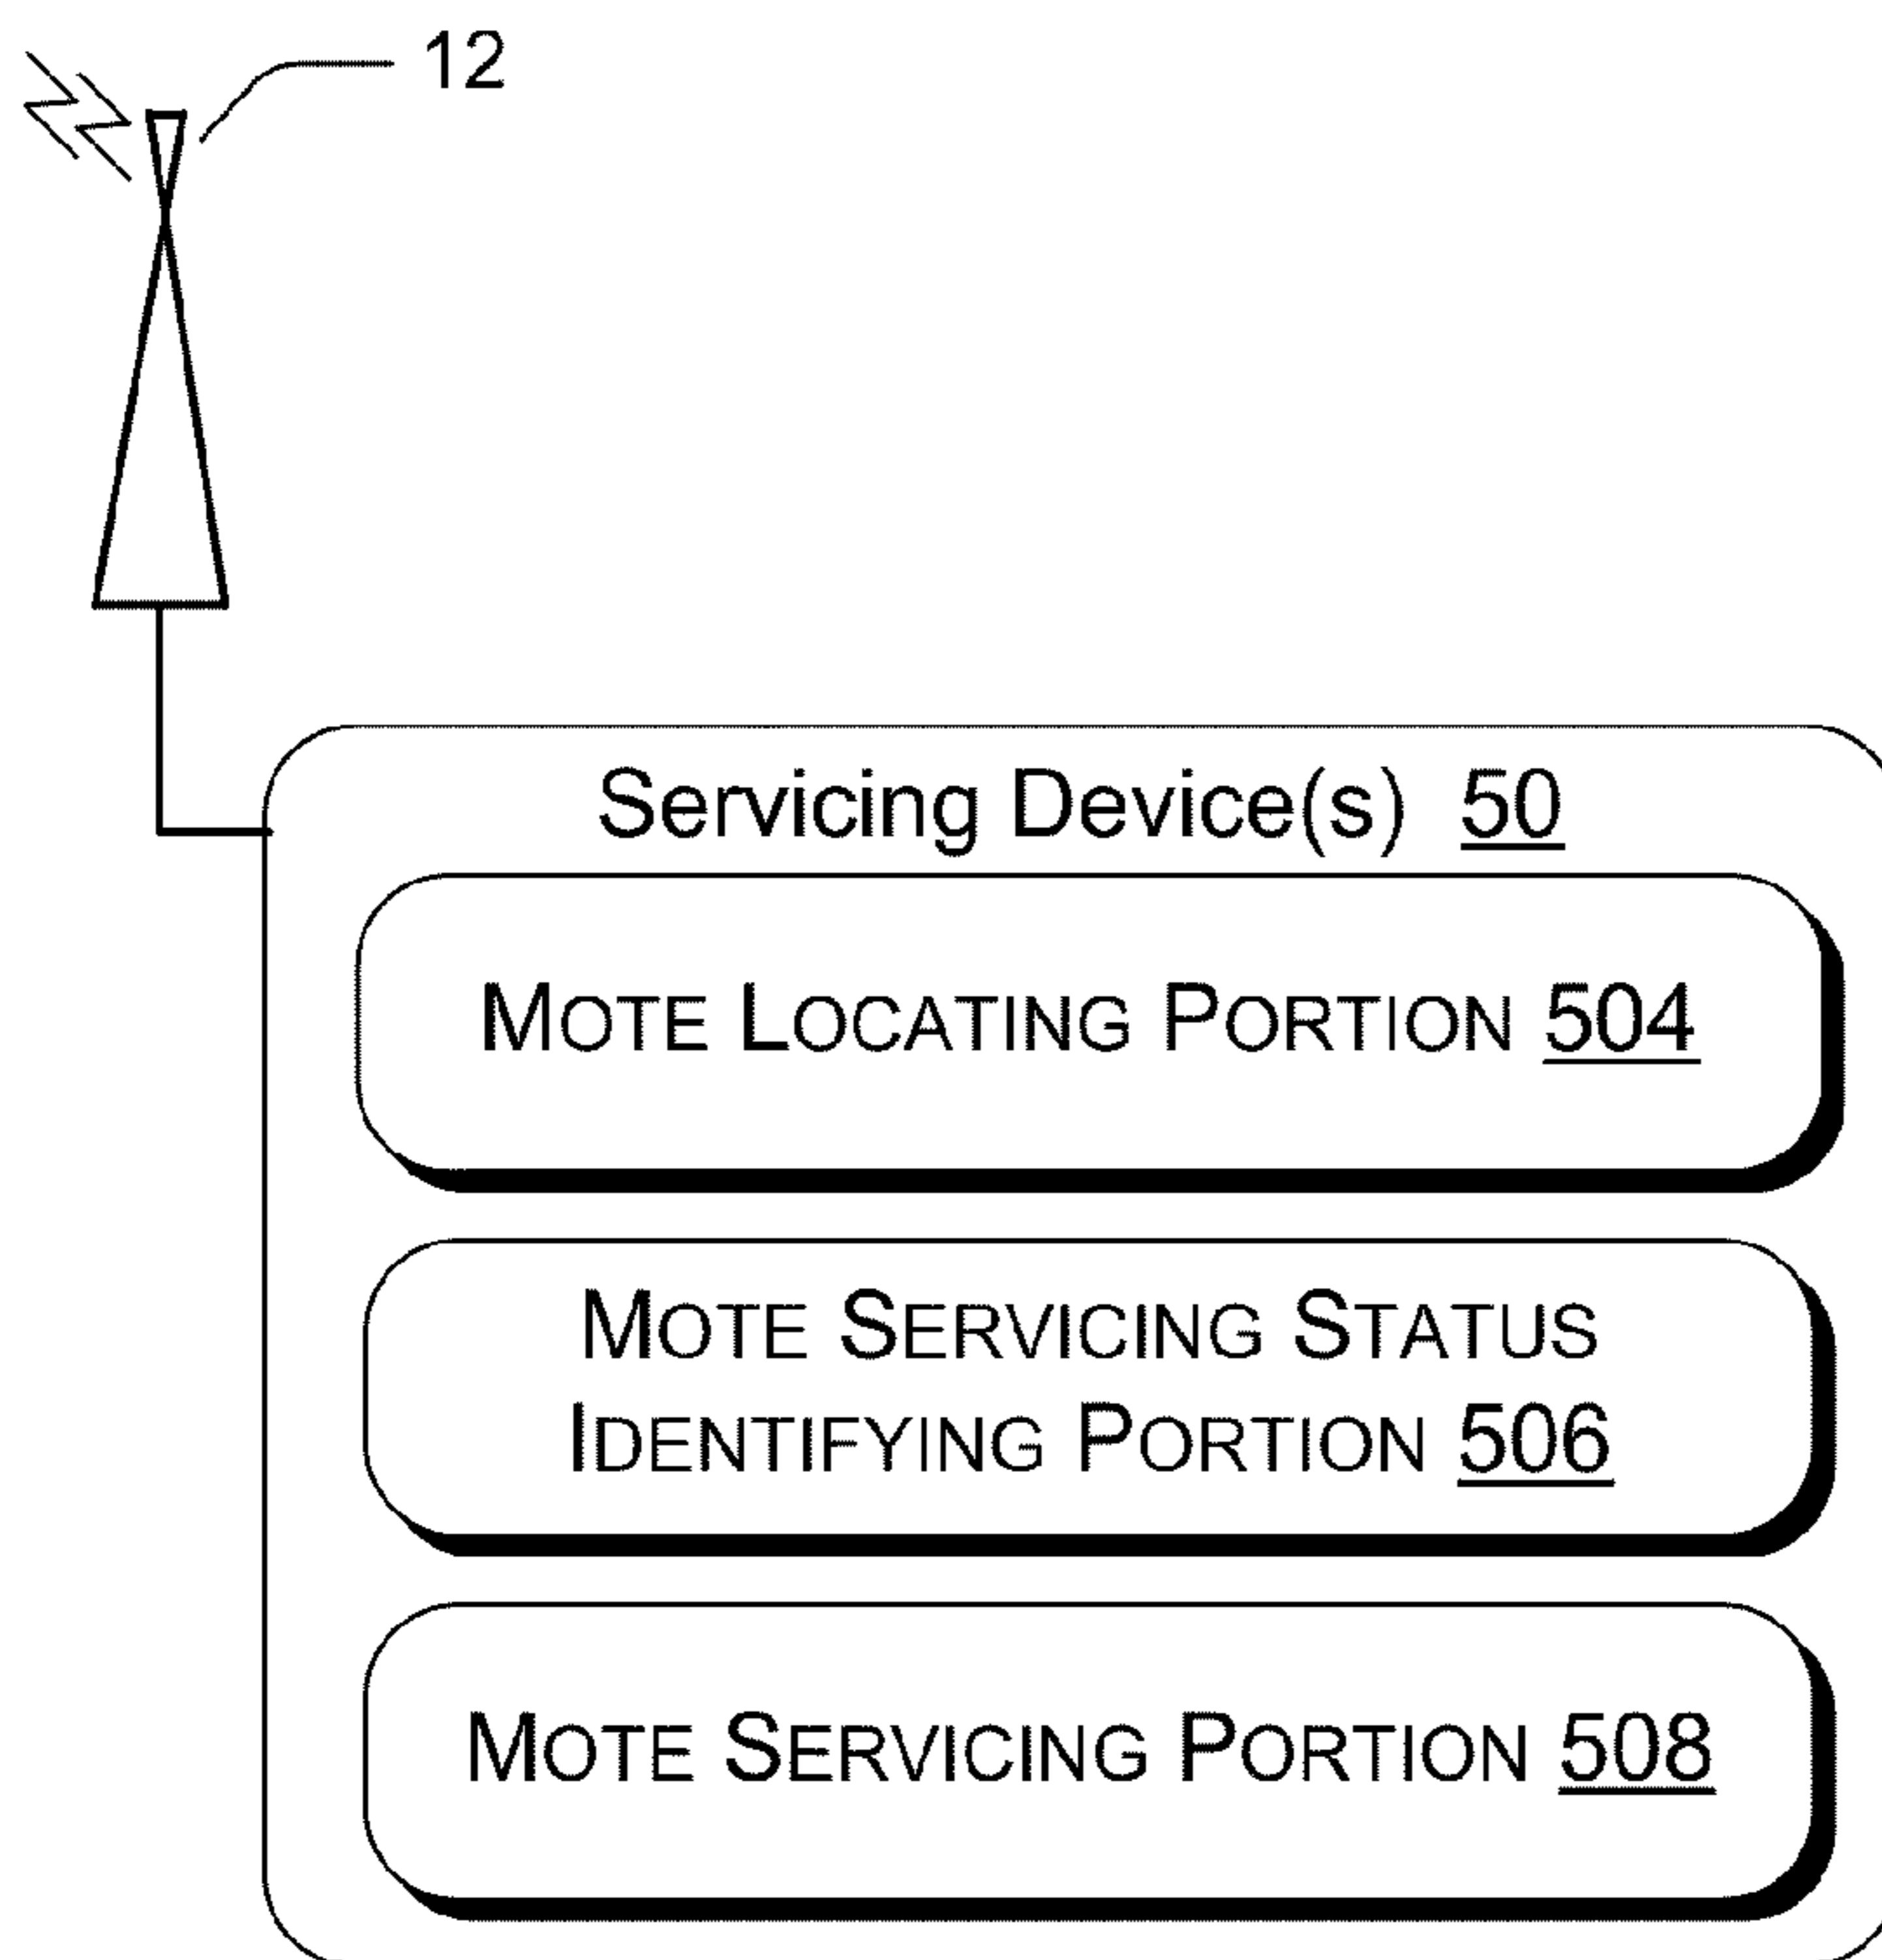 12
Servicing Device(s) 50
MOTE LOCATING PORTION 504
MOTE SERVICING STATUS
IDENTIFYING PORTION 506
MOTE SERVICING PORTION 508